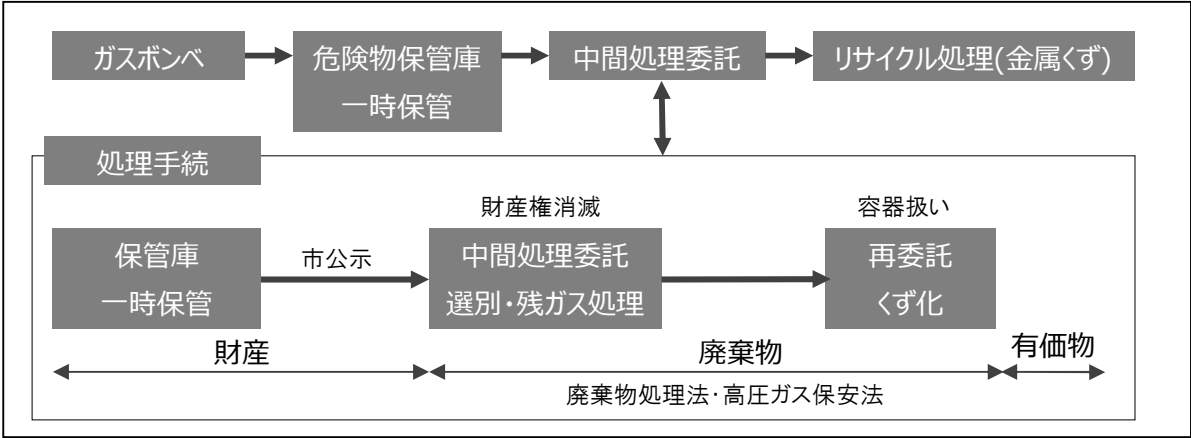 ガスボンベ
危険物保管庫
一時保管
中間処理委託
リサイクル処理(金属くず)
処理手続
財産権消滅
容器扱い
保管庫
一時保管
市公示
中間処理委託
選別・残ガス処理
再委託
くず化
財産
廃棄物
有価物
廃棄物処理法・高圧ガス保安法